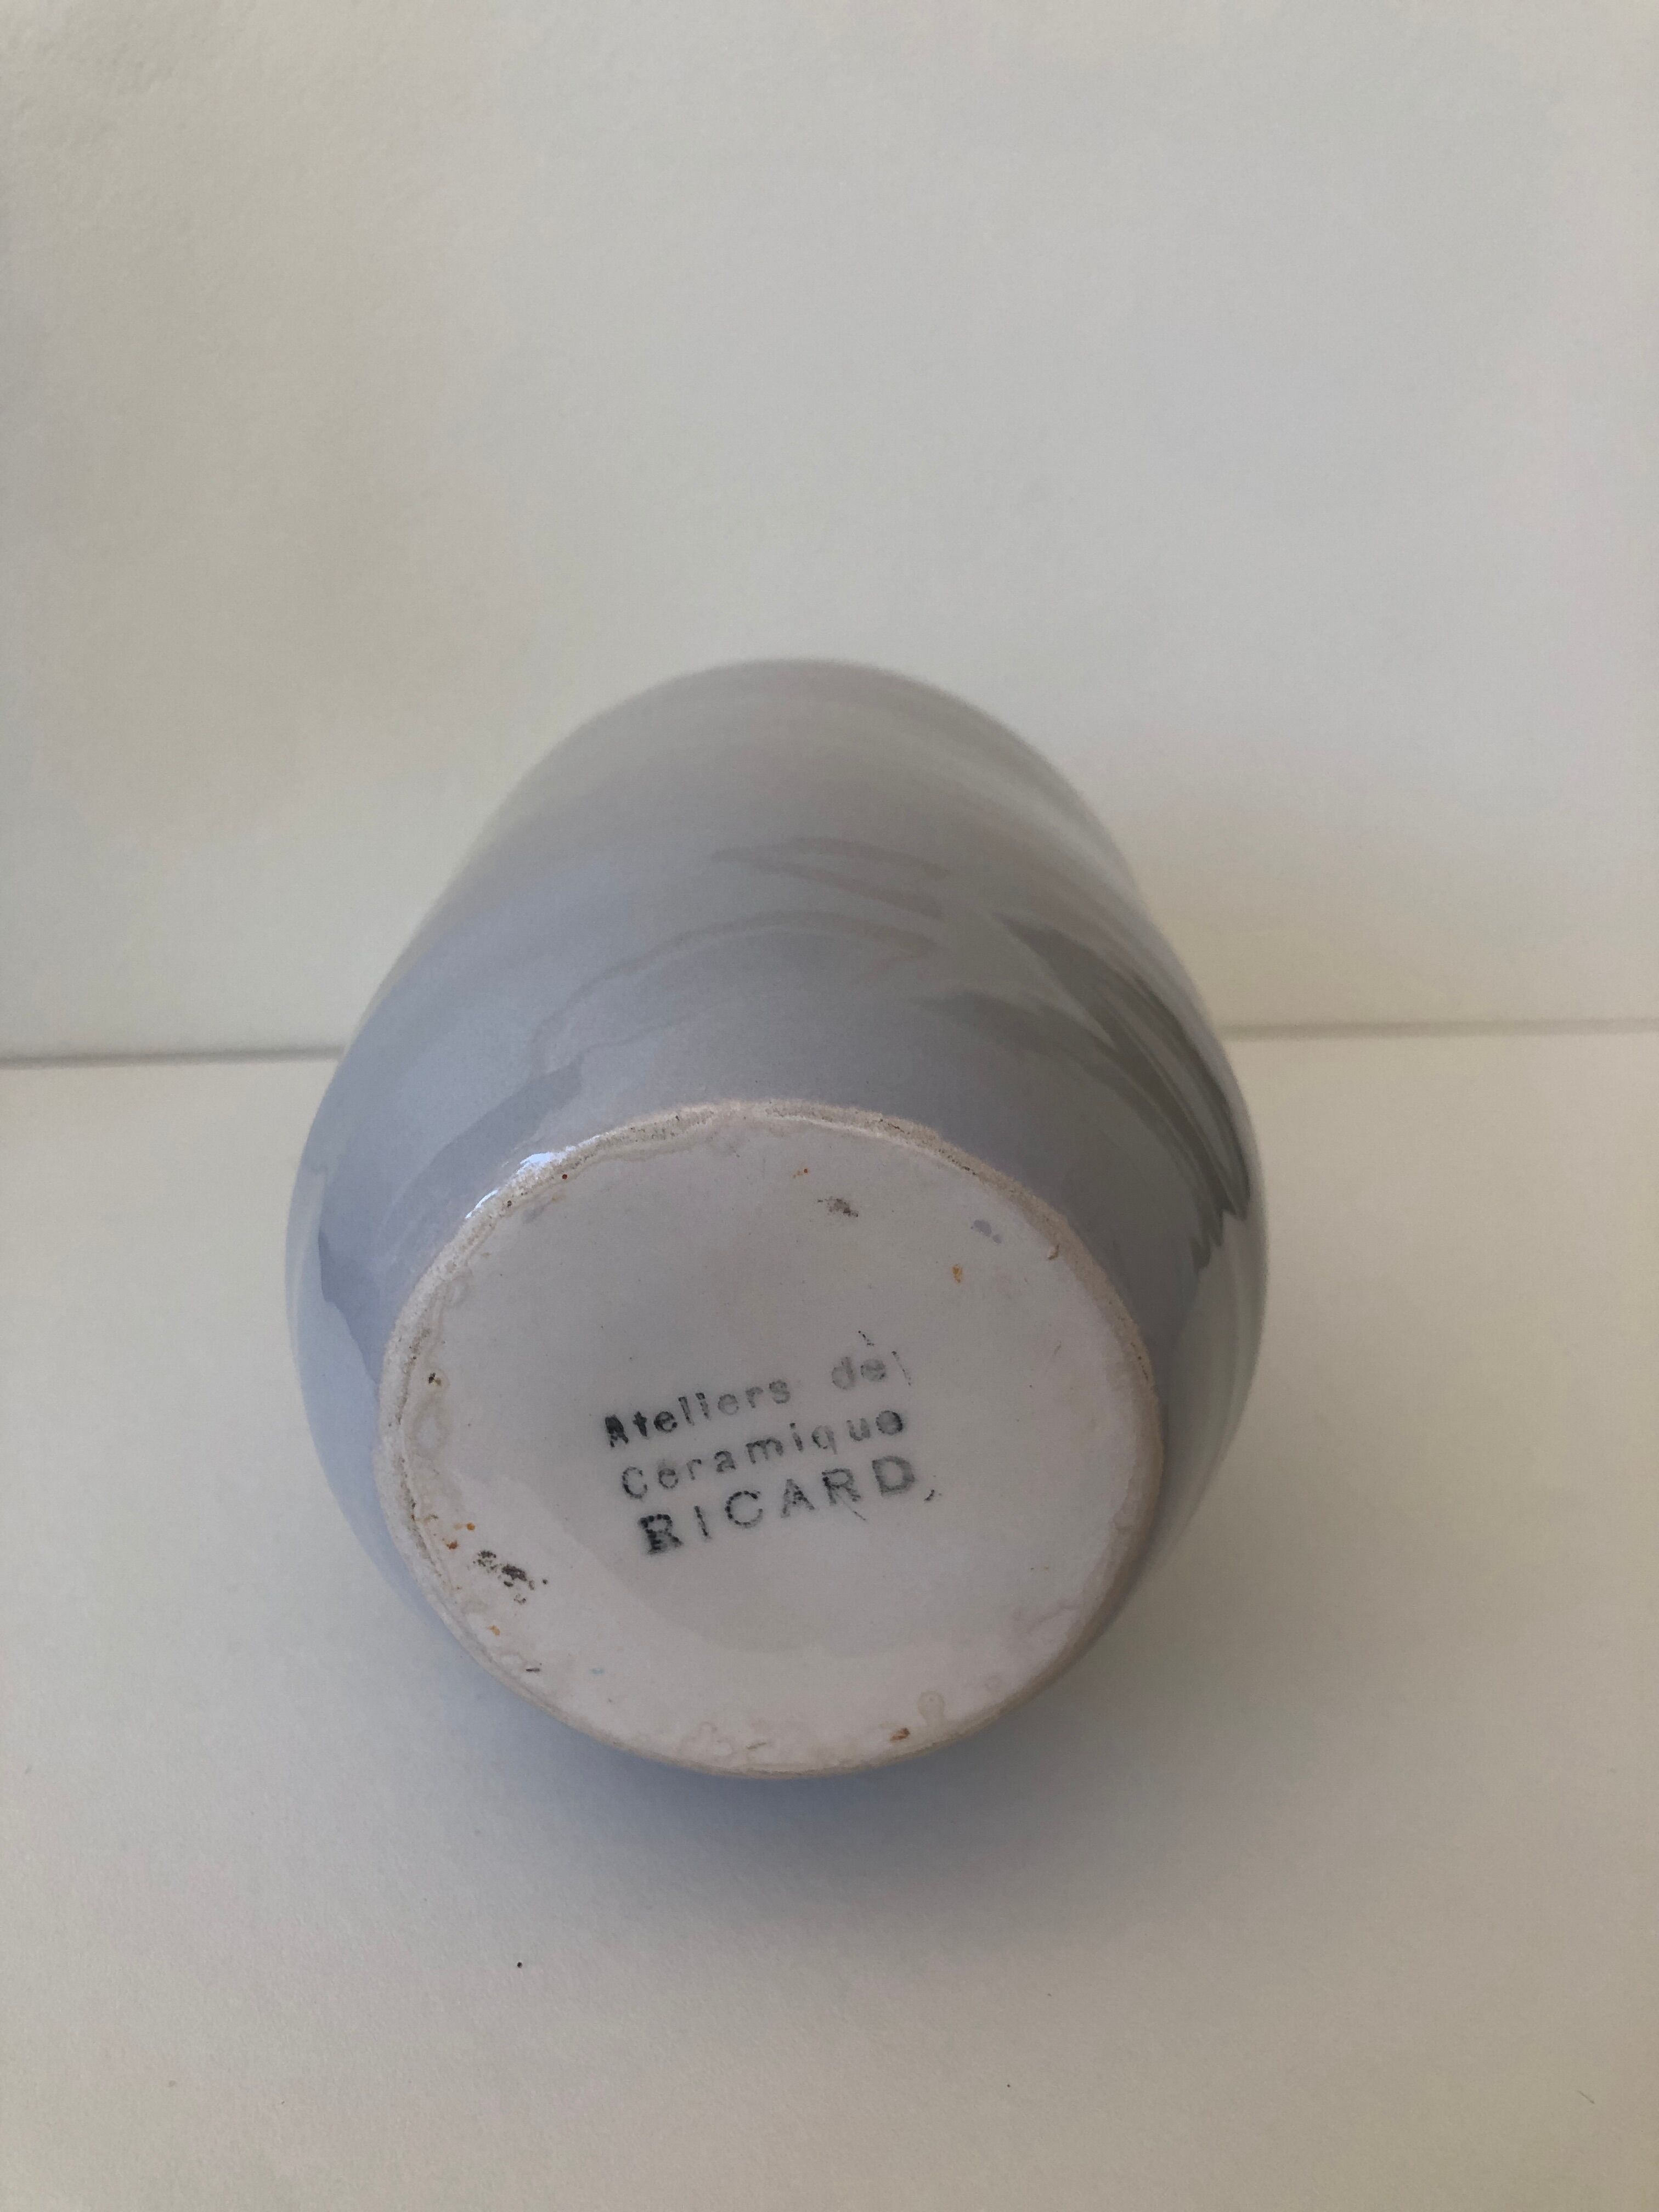 Ateliers de
Céramique
RICARD